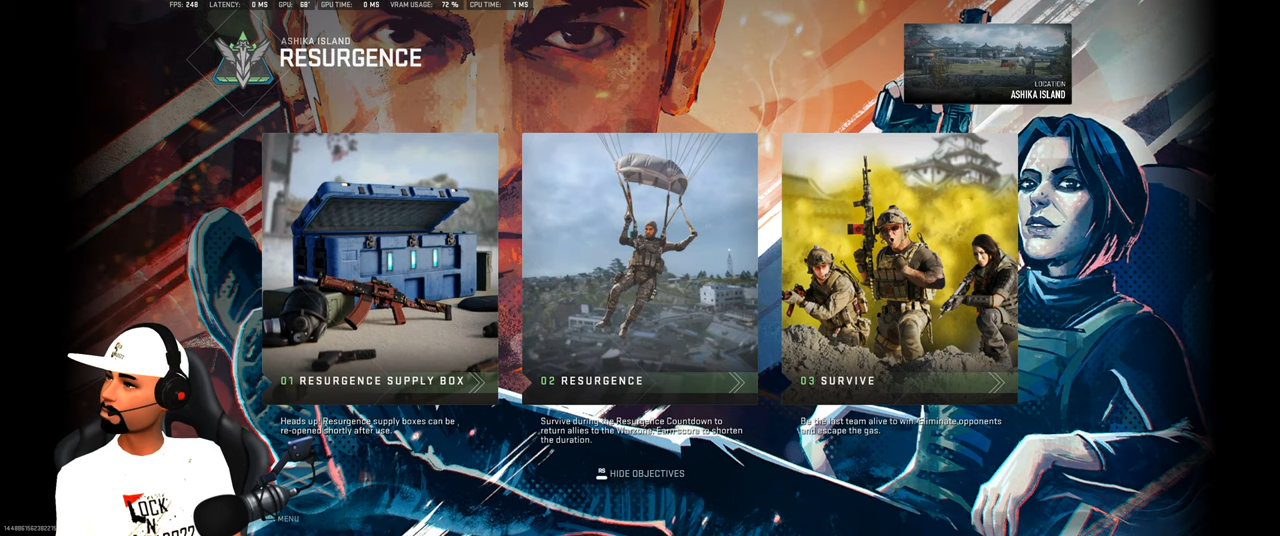 FPS: 248 LATENCY: 0 MS GPU: 68° GPU TIME: 0 MS VRAM USAGE: 72 % CPU TIME: 1 MS
ASHIKA ISLAND
RESURGENCE
LOCATION
ASHIKA ISLAND
01 RESURGENCE SUPPLY BOX
Heads up! Resurgence supply boxes can be
re-opened shortly after use.
02 RESURGENCE
Survive during the Resurgence Countdown to
return allies to the Warzone. Earn score to shorten
the duration.
03 SURVIVE
Be the last team alive to win. Eliminate opponents
and escape the gas.
RS HIDE OBJECTIVES
LOCK
N
MENU